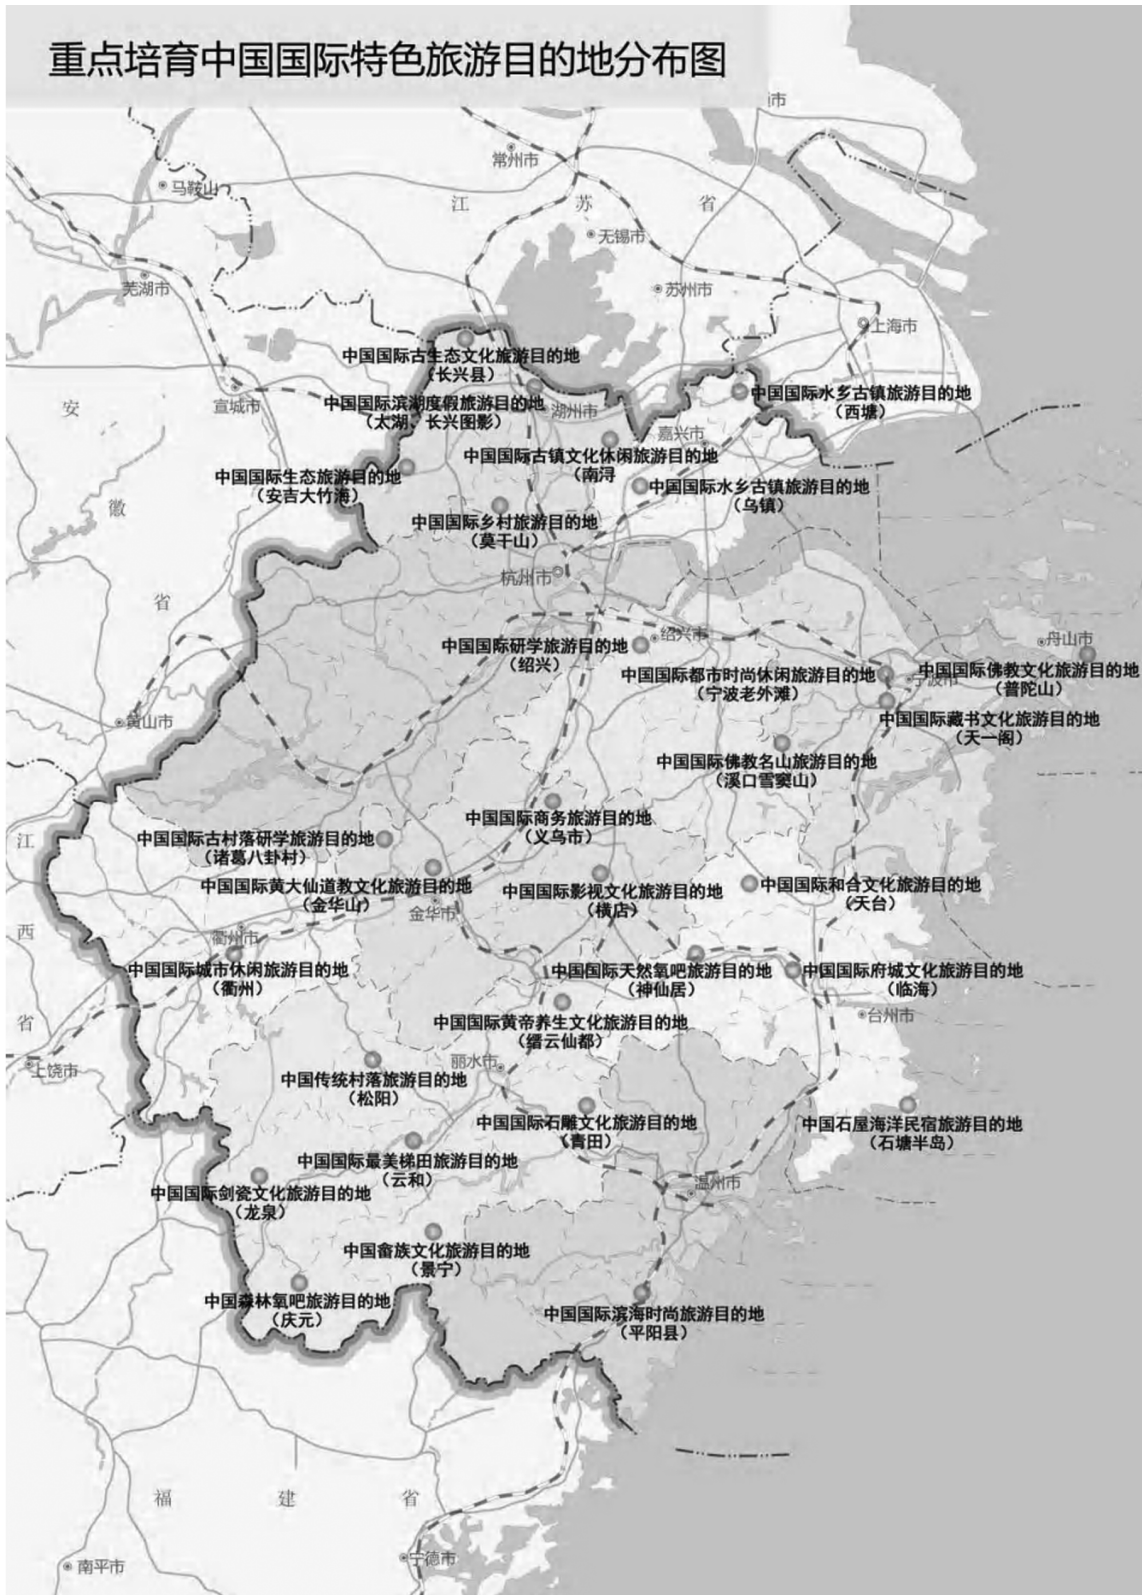 重点培育中国国际特色旅游目的地分布图
市
常州市
马鞍山
江 苏 省
无锡市
芜湖市
苏州市
上海市
中国国际古生态文化旅游目的地
（长兴县）
宣城市
中国国际滨湖度假旅游目的地
（太湖、长兴图影）
湖州市
中国国际水乡古镇旅游目的地
（西塘）
安
嘉兴市
中国国际古镇文化休闲旅游目的地
（南浔
中国国际生态旅游目的地
（安吉大竹海）
中国国际水乡古镇旅游目的地
（乌镇）
徽
中国国际乡村旅游目的地
（莫干山）
杭州市
省
中国国际研学旅游目的地
（绍兴）
绍兴市
舟山市
中国国际都市时尚休闲旅游目的地
（宁波老外滩）
宁波市
中国国际佛教文化旅游目的地
（普陀山）
黄山市
中国国际藏书文化旅游目的地
（天一阁）
中国国际佛教名山旅游目的地
（溪口雪窦山）
中国国际商务旅游目的地
（义乌市）
江
中国国际古村落研学旅游目的地
（诸葛八卦村）
中国国际黄大仙道教文化旅游目的地
（金华山）
金华市
中国国际影视文化旅游目的地
（横店）
中国国际和合文化旅游目的地
（天台）
西
衢州市
中国国际城市休闲旅游目的地
（衢州）
中国国际天然氧吧旅游目的地
（神仙居）
中国国际府城文化旅游目的地
（临海）
省
中国国际黄帝养生文化旅游目的地
（缙云仙都）
台州市
上饶市
丽水市
中国传统村落旅游目的地
（松阳）
中国国际石雕文化旅游目的地
（青田）
中国石屋海洋民宿旅游目的地
（石塘半岛）
中国国际最美梯田旅游目的地
（云和）
温州市
中国国际剑瓷文化旅游目的地
（龙泉）
中国畲族文化旅游目的地
（景宁）
中国森林氧吧旅游目的地
（庆元）
中国国际滨海时尚旅游目的地
（平阳县）
福 建 省
南平市
宁德市